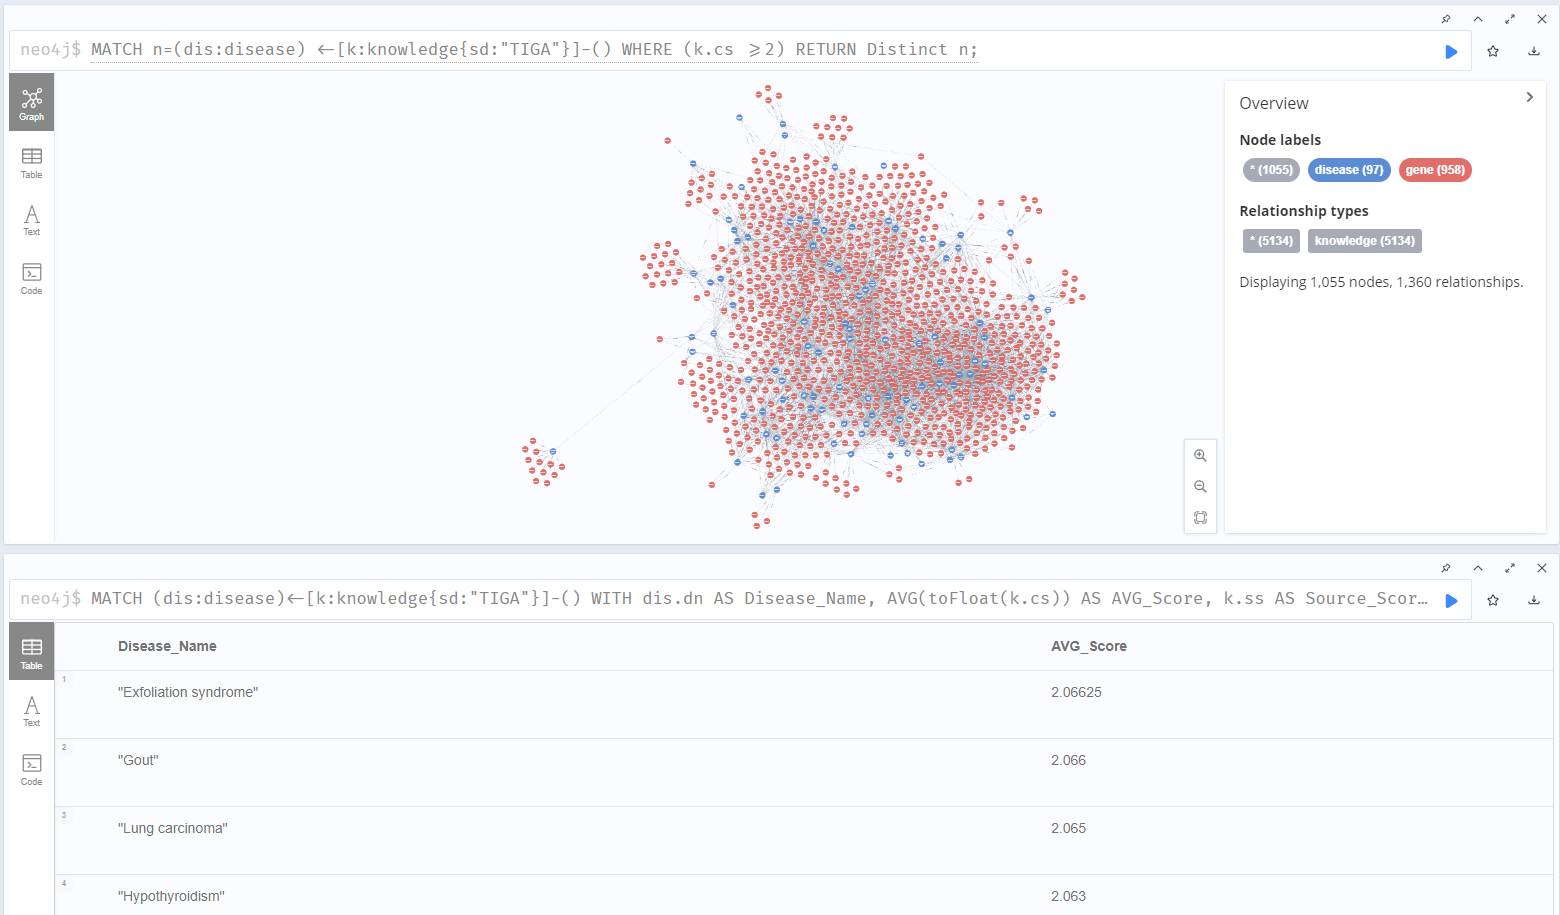 neo4j$ MATCH n=(dis:disease) <-[k:knowledge{sd:"TIGA"}]-() WHERE (k.cs >=2) RETURN Distinct n;
Graph
Table
Text
Code
Overview
Node labels
* (1055) disease (97) gene (958)
Relationship types
* (5134) knowledge (5134)
Displaying 1,055 nodes, 1,360 relationships.
neo4j$ MATCH (dis:disease)<-[k:knowledge{sd:"TIGA"}]-() WITH dis.dn AS Disease_Name, AVG(toFloat(k.cs)) AS AVG_Score, k.ss AS Source_Scor…
Table
Text
Code
Disease_Name AVG_Score
1 "Exfoliation syndrome" 2.06625
2 "Gout" 2.066
3 "Lung carcinoma" 2.065
4 "Hypothyroidism" 2.063